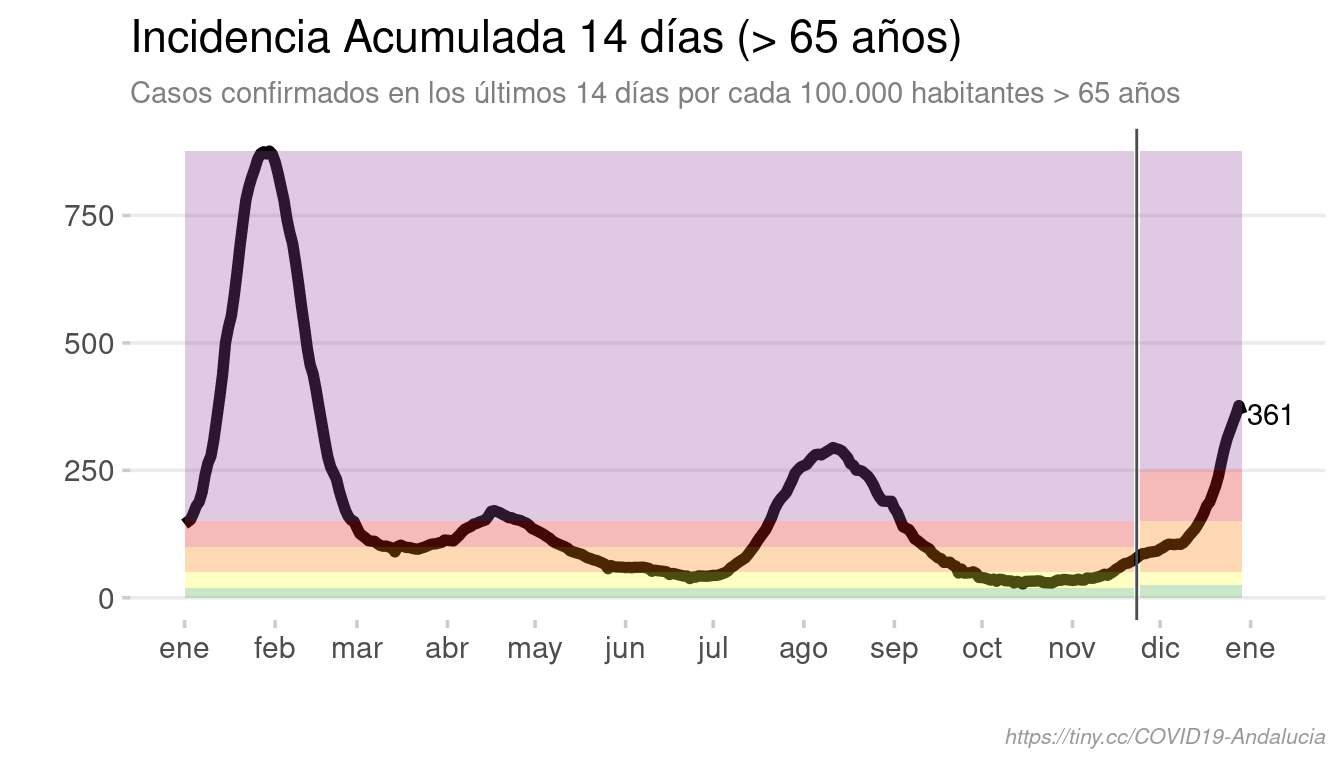 Incidencia Acumulada 14 días (> 65 años)
Casos confirmados en los últimos 14 días por cada 100.000 habitantes > 65 años
750
500
250
0
361
ene feb mar abr may jun jul ago sep oct nov dic ene
https://tiny.cc/COVID19-Andalucia